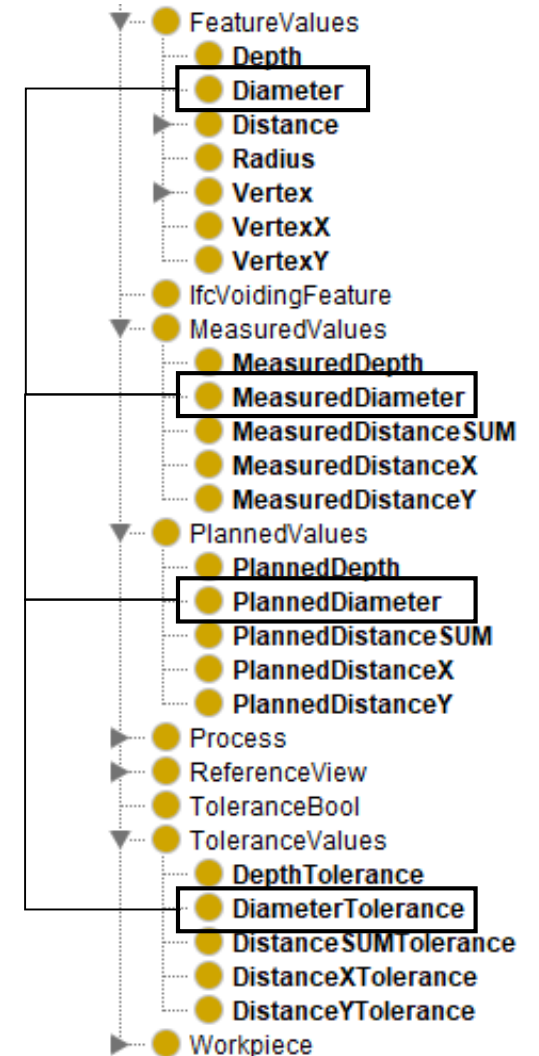 FeatureValues
Depth
Diameter
Distance
Radius
Vertex
VertexX
VertexY
IfcVoidingFeature
MeasuredValues
MeasuredDepth
MeasuredDiameter
MeasuredDistanceSUM
MeasuredDistanceX
MeasuredDistanceY
PlannedValues
PlannedDepth
PlannedDiameter
PlannedDistanceSUM
PlannedDistanceX
PlannedDistanceY
Process
ReferenceView
ToleranceBool
ToleranceValues
DepthTolerance
DiameterTolerance
DistanceSUMTolerance
DistanceXTolerance
DistanceYTolerance
Workpiece